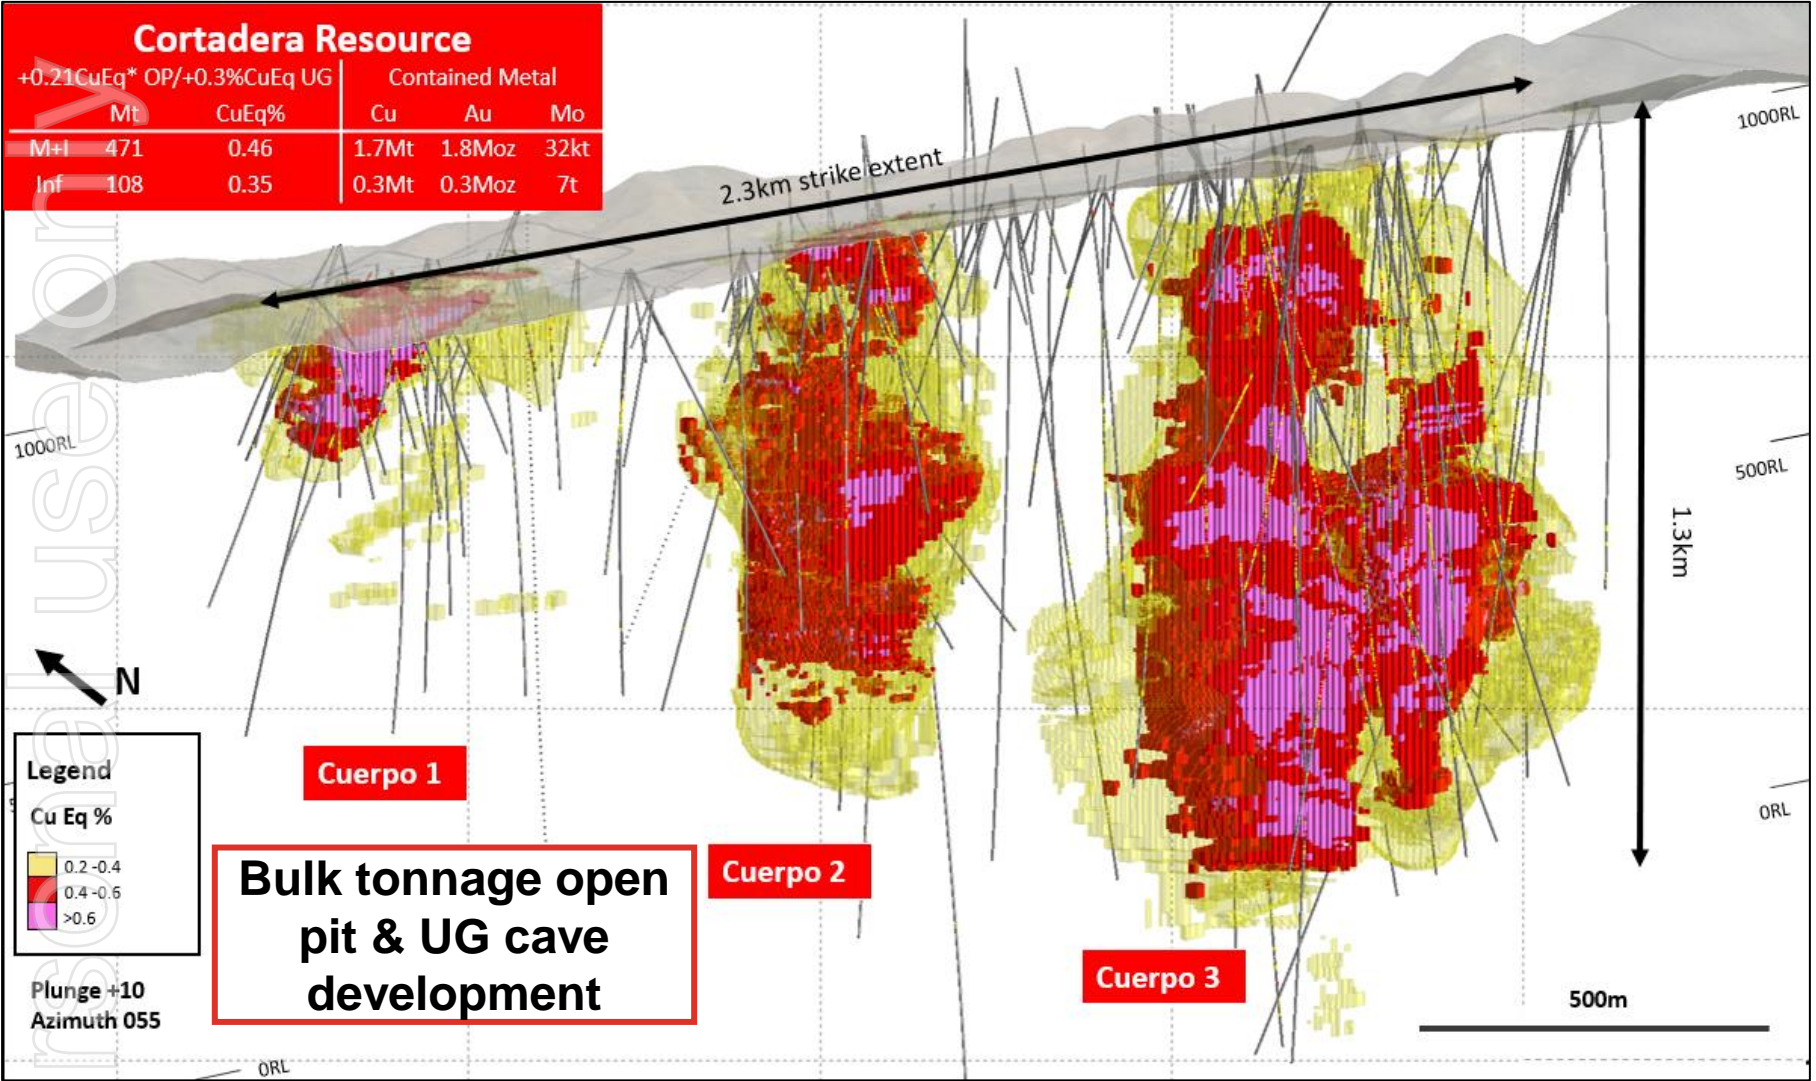 Cortadera Resource
+0.21CuEq* OP/+0.3%CuEq UG Contained Metal
Mt CuEq% Cu Au Mo
M+I 471 0.46 1.7Mt 1.8Moz 32kt
Inf 108 0.35 0.3Mt 0.3Moz 7t
2.3km strike extent
1000RL
1000RL
500RL
1.3km
0RL
N
Legend
Cu Eq %
0.2 -0.4
0.4 -0.6
>0.6
Plunge +10
Azimuth 055
Cuerpo 1
Bulk tonnage open
pit & UG cave
development
Cuerpo 2
Cuerpo 3
500m
0RL
rsonal use only